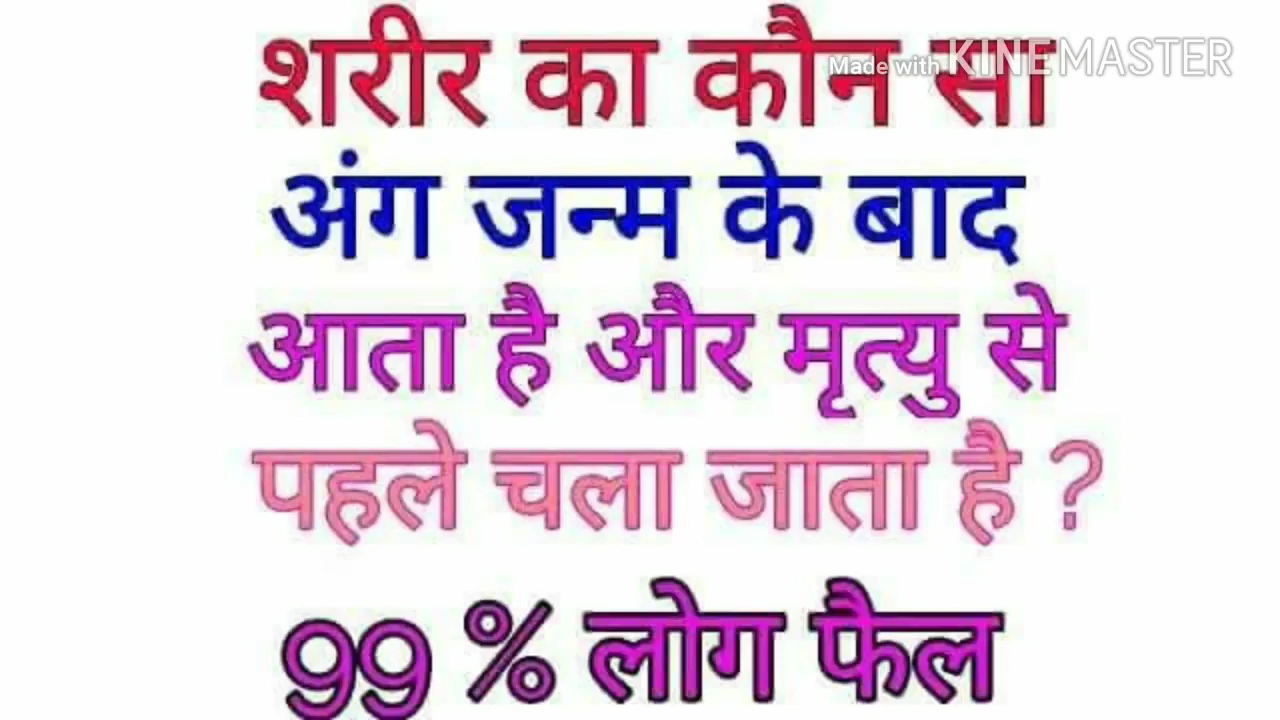 शरीर का कौन सा
Made with KINEMASTER
अंग जन्म के बाद
आता है और मृत्यु से
पहले चला जाता है ?
99 % लोग फैल